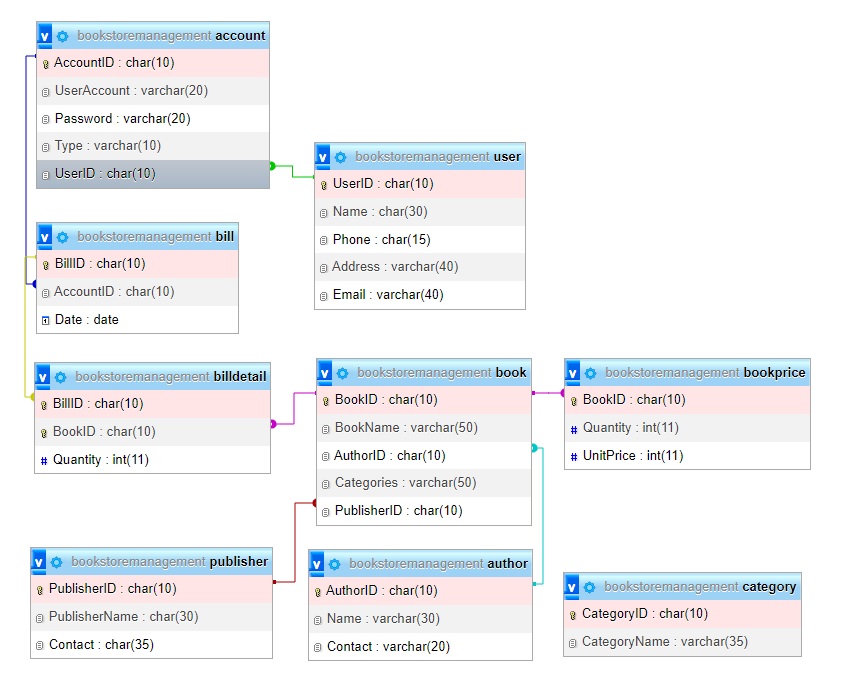 bookstoremanagement account
AccountID : char(10)
UserAccount : varchar(20)
Password : varchar(20)
Type : varchar(10)
UserID : char(10)
bookstoremanagement user
UserID : char(10)
Name : char(30)
Phone : char(15)
Address : varchar(40)
Email : varchar(40)
bookstoremanagement bill
BillID : char(10)
AccountID : char(10)
Date : date
bookstoremanagement billdetail
BillID : char(10)
BookID : char(10)
# Quantity : int(11)
bookstoremanagement book
BookID : char(10)
BookName : varchar(50)
AuthorID : char(10)
Categories : varchar(50)
PublisherID : char(10)
bookstoremanagement bookprice
BookID : char(10)
# Quantity : int(11)
# UnitPrice : int(11)
bookstoremanagement publisher
PublisherID : char(10)
PublisherName : char(30)
Contact : char(35)
bookstoremanagement author
AuthorID : char(10)
Name : varchar(30)
Contact : varchar(20)
bookstoremanagement category
CategoryID : char(10)
CategoryName : varchar(35)